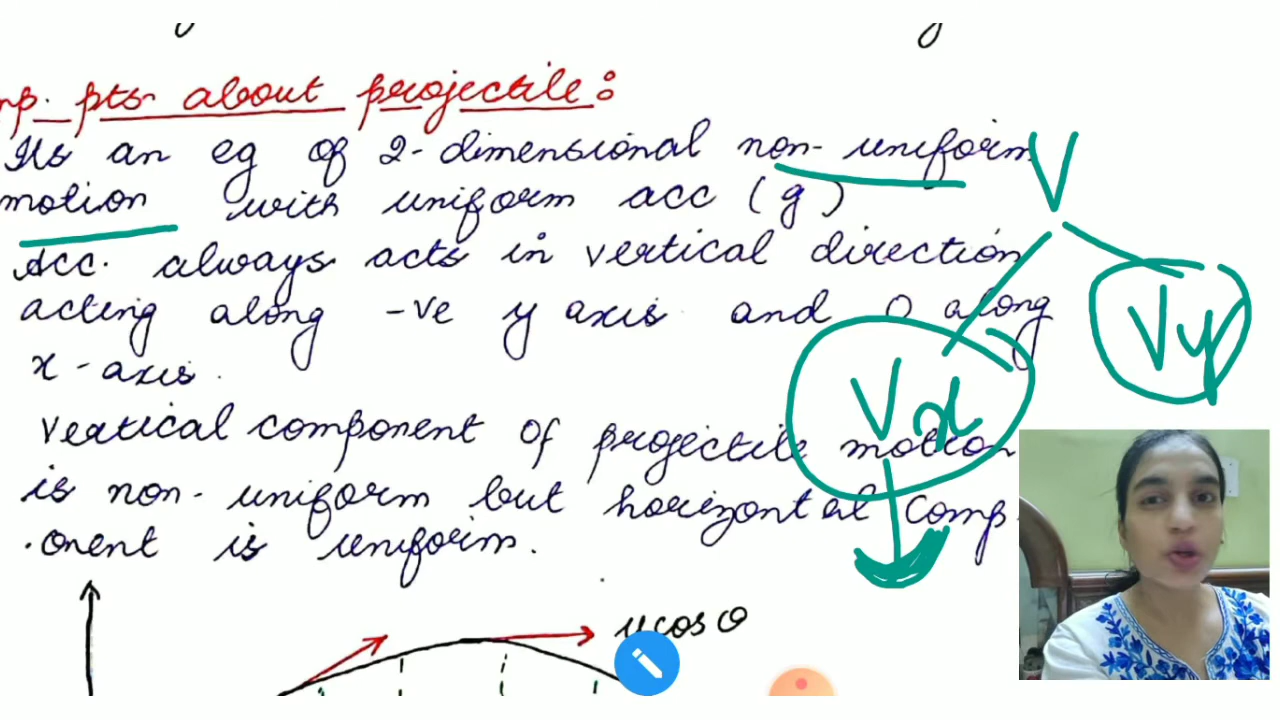 mp. pts about projectile:
Its an eg of 2-dimensional non-uniform
motion with uniform acc (g)
Acc. always acts in vertical direction
acting along -ve y axis and 0 along
x-axis.
vertical component of projectile motion
is non-uniform but horizontal comp-
onent is uniform.
u cos θ
V
Vx
Vy